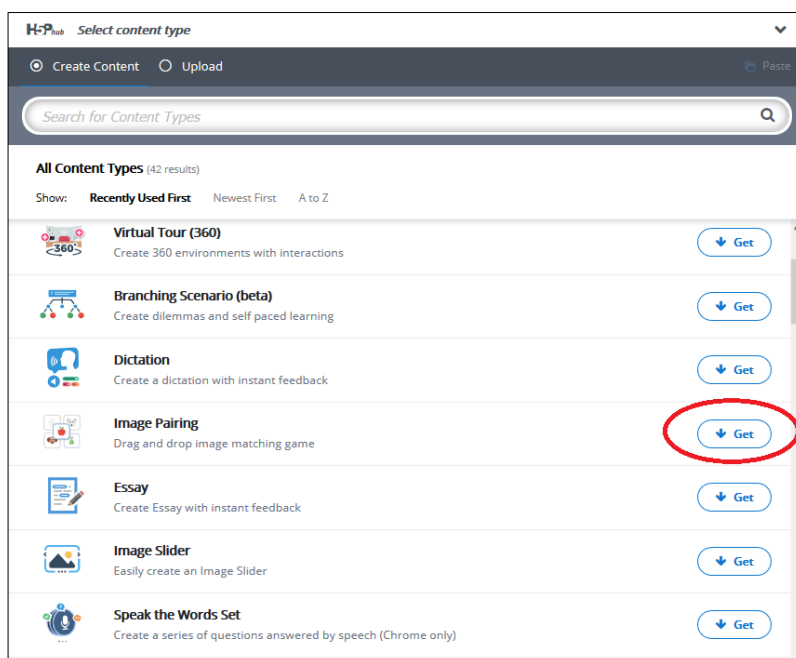 H5P hub Select content type
Create Content Upload Paste
Search for Content Types
All Content Types (42 results)
Show: Recently Used First Newest First A to Z
360°
Virtual Tour (360)
Create 360 environments with interactions
Get
Branching Scenario (beta)
Create dilemmas and self paced learning
Get
Dictation
Create a dictation with instant feedback
Get
Image Pairing
Drag and drop image matching game
Get
Essay
Create Essay with instant feedback
Get
Image Slider
Easily create an Image Slider
Get
Speak the Words Set
Create a series of questions answered by speech (Chrome only)
Get